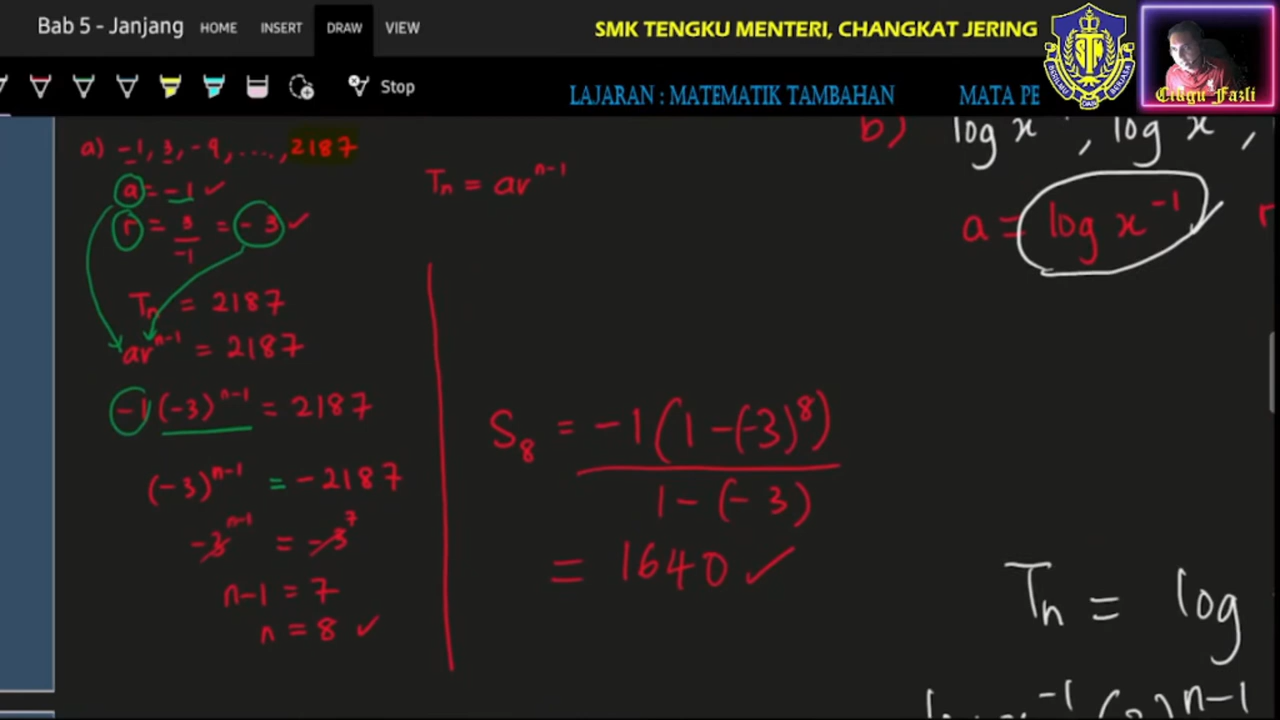 Bab 5 - Janjang HOME INSERT DRAW VIEW
SMK TENGKU MENTERI, CHANGKAT JERING
Stop
LAJARAN : MATEMATIK TAMBAHAN MATA PE
Cikgu Fazli
a) -1, 3, -9, ...., 2187
a = -1 ✓
r = 3/-1 = -3 ✓
Tn = 2187
ar^n-1 = 2187
-1 (-3)^n-1 = 2187
(-3)^n-1 = -2187
-3^n-1 = -3^7
n-1 = 7
n = 8 ✓
Tn = ar^n-1
S8 = -1(1-(-3)^8)
1-(-3)
= 1640 ✓
b) log x , log x ,
a = log x^-1 ✓ r
Tn = log